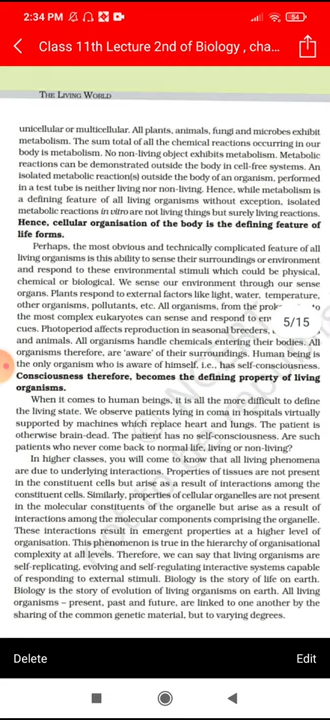 2:34 PM
54
Class 11th Lecture 2nd of Biology , cha...
THE LIVING WORLD
unicellular or multicellular. All plants, animals, fungi and microbes exhibit
metabolism. The sum total of all the chemical reactions occurring in our
body is metabolism. No non-living object exhibits metabolism. Metabolic
reactions can be demonstrated outside the body in cell-free systems. An
isolated metabolic reaction(s) outside the body of an organism, performed
in a test tube is neither living nor non-living. Hence, while metabolism is
a defining feature of all living organisms without exception, isolated
metabolic reactions in vitro are not living things but surely living reactions.
Hence, cellular organisation of the body is the defining feature of
life forms.
Perhaps, the most obvious and technically complicated feature of all
living organisms is this ability to sense their surroundings or environment
and respond to these environmental stimuli which could be physical,
chemical or biological. We sense our environment through our sense
organs. Plants respond to external factors like light, water, temperature,
other organisms, pollutants, etc. All organisms, from the prok to
the most complex eukaryotes can sense and respond to en
cues. Photoperiod affects reproduction in seasonal breeders,
5/15
and animals. All organisms handle chemicals entering their bodies. All
organisms therefore, are ‘aware’ of their surroundings. Human being is
the only organism who is aware of himself, i.e., has self-consciousness.
Consciousness therefore, becomes the defining property of living
organisms.
When it comes to human beings, it is all the more difficult to define
the living state. We observe patients lying in coma in hospitals virtually
supported by machines which replace heart and lungs. The patient is
otherwise brain-dead. The patient has no self-consciousness. Are such
patients who never come back to normal life, living or non-living?
In higher classes, you will come to know that all living phenomena
are due to underlying interactions. Properties of tissues are not present
in the constituent cells but arise as a result of interactions among the
constituent cells. Similarly, properties of cellular organelles are not present
in the molecular constituents of the organelle but arise as a result of
interactions among the molecular components comprising the organelle.
These interactions result in emergent properties at a higher level of
organisation. This phenomenon is true in the hierarchy of organisational
complexity at all levels. Therefore, we can say that living organisms are
self-replicating, evolving and self-regulating interactive systems capable
of responding to external stimuli. Biology is the story of life on earth.
Biology is the story of evolution of living organisms on earth. All living
organisms – present, past and future, are linked to one another by the
sharing of the common genetic material, but to varying degrees.
Delete
Edit